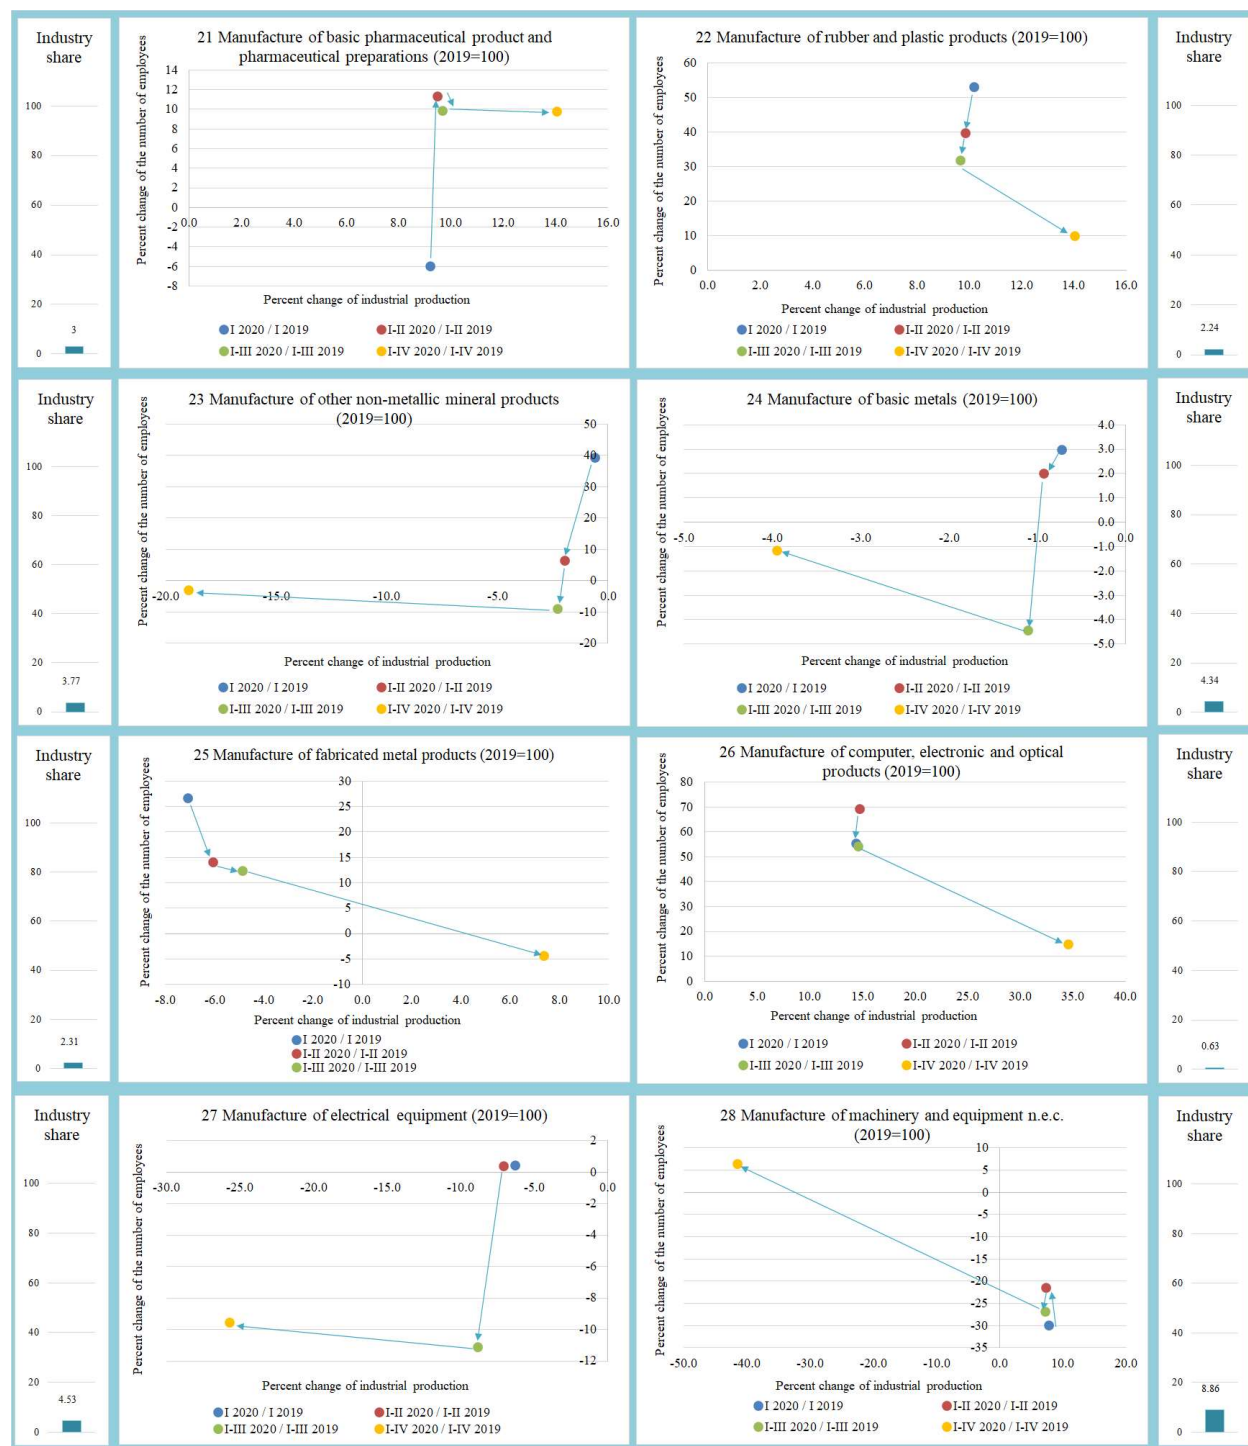 Industry
share
100
80
60
40
20
3
0
21 Manufacture of basic pharmaceutical product and
pharmaceutical preparations (2019=100)
Percent change of the number of employees
14
12
10
8
6
4
2
0
-2
-4
-6
-8
0.0 2.0 4.0 6.0 8.0 10.0 12.0 14.0 16.0
Percent change of industrial production
I 2020 / I 2019 I-II 2020 / I-II 2019
I-III 2020 / I-III 2019 I-IV 2020 / I-IV 2019
22 Manufacture of rubber and plastic products (2019=100)
Percent change of the number of employees
60
50
40
30
20
10
0
0.0 2.0 4.0 6.0 8.0 10.0 12.0 14.0 16.0
Percent change of industrial production
I 2020 / I 2019 I-II 2020 / I-II 2019
I-III 2020 / I-III 2019 I-IV 2020 / I-IV 2019
Industry
share
100
80
60
40
20
2.24
0
Industry
share
100
80
60
40
20
3.77
0
23 Manufacture of other non-metallic mineral products
(2019=100)
Percent change of the number of employees
50
40
30
20
10
0
-10
-20
-20.0 -15.0 -10.0 -5.0 0.0
Percent change of industrial production
I 2020 / I 2019 I-II 2020 / I-II 2019
I-III 2020 / I-III 2019 I-IV 2020 / I-IV 2019
24 Manufacture of basic metals (2019=100)
Percent change of the number of employees
4.0
3.0
2.0
1.0
0.0
-1.0
-2.0
-3.0
-4.0
-5.0
-5.0 -4.0 -3.0 -2.0 -1.0 0.0
Percent change of industrial production
I 2020 / I 2019 I-II 2020 / I-II 2019
I-III 2020 / I-III 2019 I-IV 2020 / I-IV 2019
Industry
share
100
80
60
40
20
4.34
0
Industry
share
100
80
60
40
20
2.31
0
25 Manufacture of fabricated metal products (2019=100)
Percent change of the number of employees
30
25
20
15
10
5
0
-5
-10
-8.0 -6.0 -4.0 -2.0 0.0 2.0 4.0 6.0 8.0 10.0
Percent change of industrial production
I 2020 / I 2019
I-II 2020 / I-II 2019
I-III 2020 / I-III 2019
26 Manufacture of computer, electronic and optical
products (2019=100)
Percent change of the number of employees
80
70
60
50
40
30
20
10
0
0.0 5.0 10.0 15.0 20.0 25.0 30.0 35.0 40.0
Percent change of industrial production
I 2020 / I 2019 I-II 2020 / I-II 2019
I-III 2020 / I-III 2019 I-IV 2020 / I-IV 2019
Industry
share
100
80
60
40
20
0.63
0
Industry
share
100
80
60
40
20
4.53
0
27 Manufacture of electrical equipment (2019=100)
Percent change of the number of employees
2
0
-2
-4
-6
-8
-10
-12
-30.0 -25.0 -20.0 -15.0 -10.0 -5.0 0.0
Percent change of industrial production
I 2020 / I 2019 I-II 2020 / I-II 2019
I-III 2020 / I-III 2019 I-IV 2020 / I-IV 2019
28 Manufacture of machinery and equipment n.e.c.
(2019=100)
Percent change of the number of employees
10
5
0
-5
-10
-15
-20
-25
-30
-35
-50.0 -40.0 -30.0 -20.0 -10.0 0.0 10.0 20.0
Percent change of industrial production
I 2020 / I 2019 I-II 2020 / I-II 2019
I-III 2020 / I-III 2019 I-IV 2020 / I-IV 2019
Industry
share
100
80
60
40
20
8.86
0